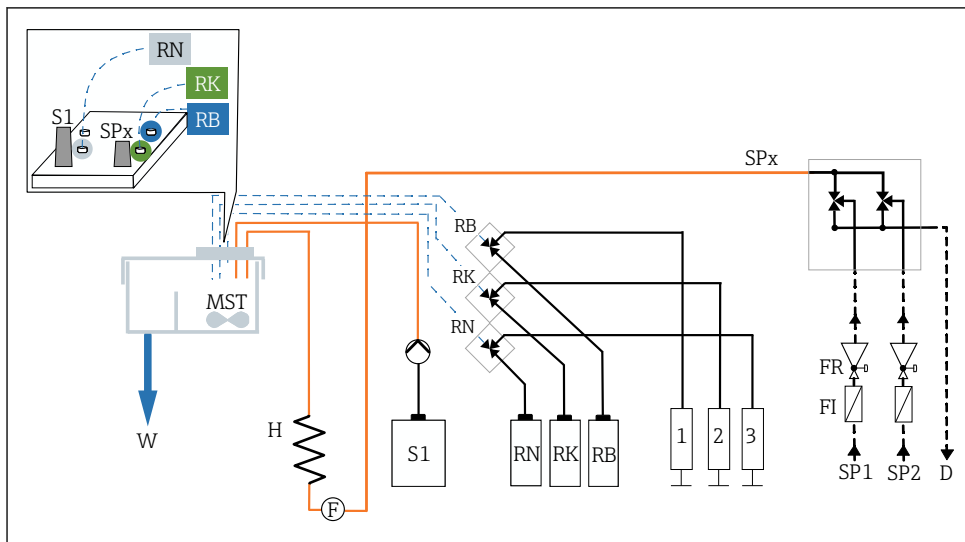 RN
RK
S1
SPx
RB
SPx
RB
RK
MST
RN
FR
H
FI
W
S1
RN
RK
RB
1
2
3
F
SP1
SP2
D